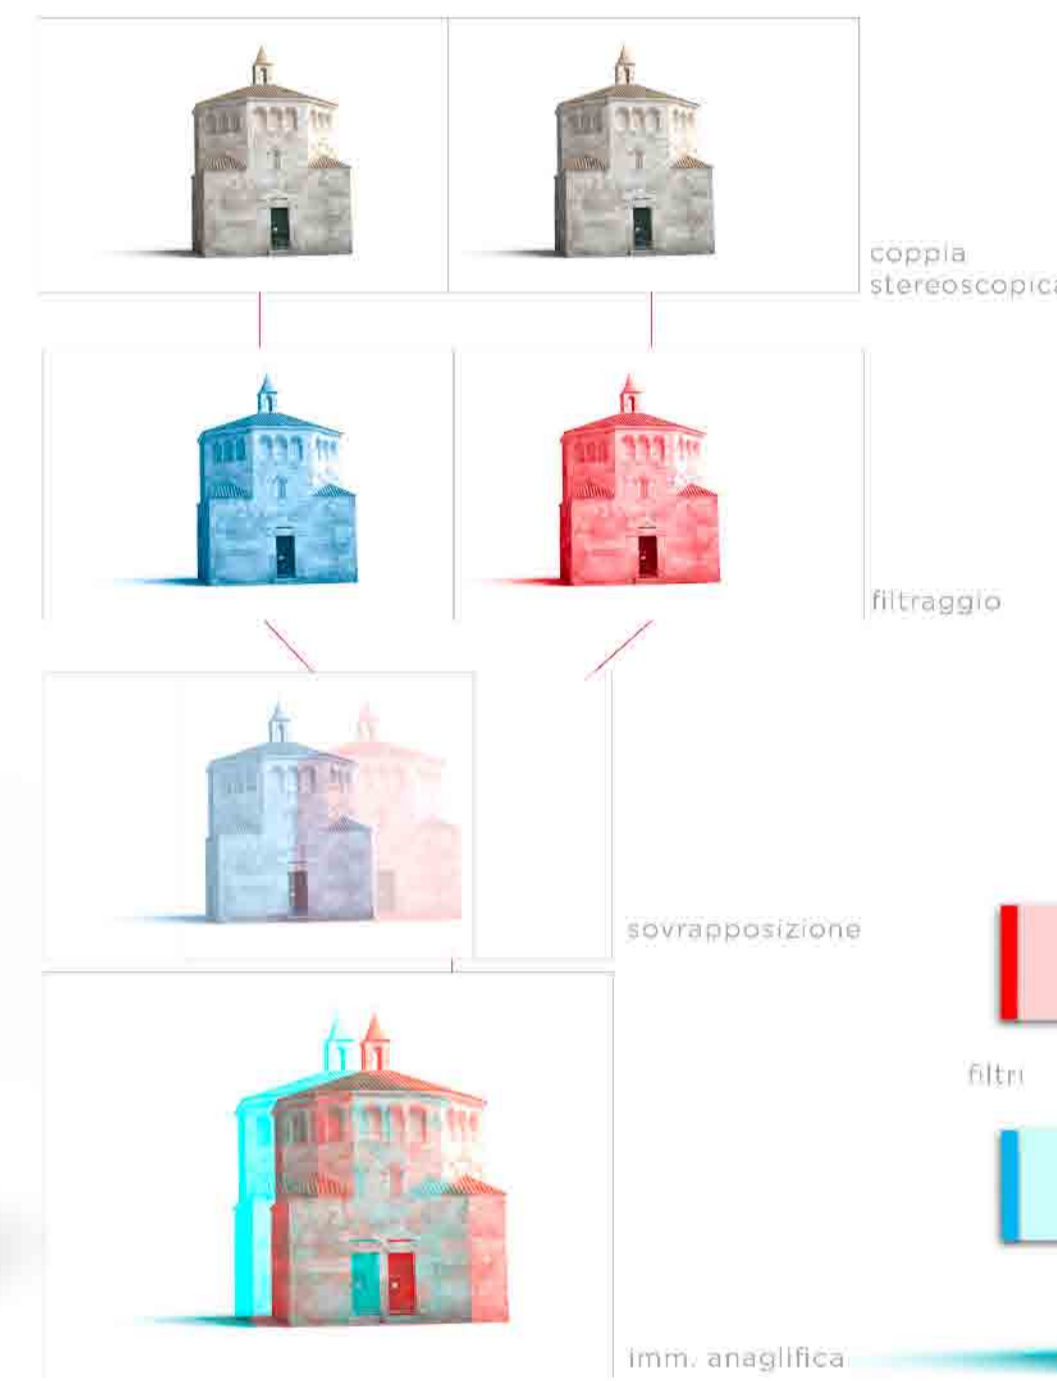 coppia
stereoscopica
filtraggio
sovrapposizione
filtri
imm. anaglifica